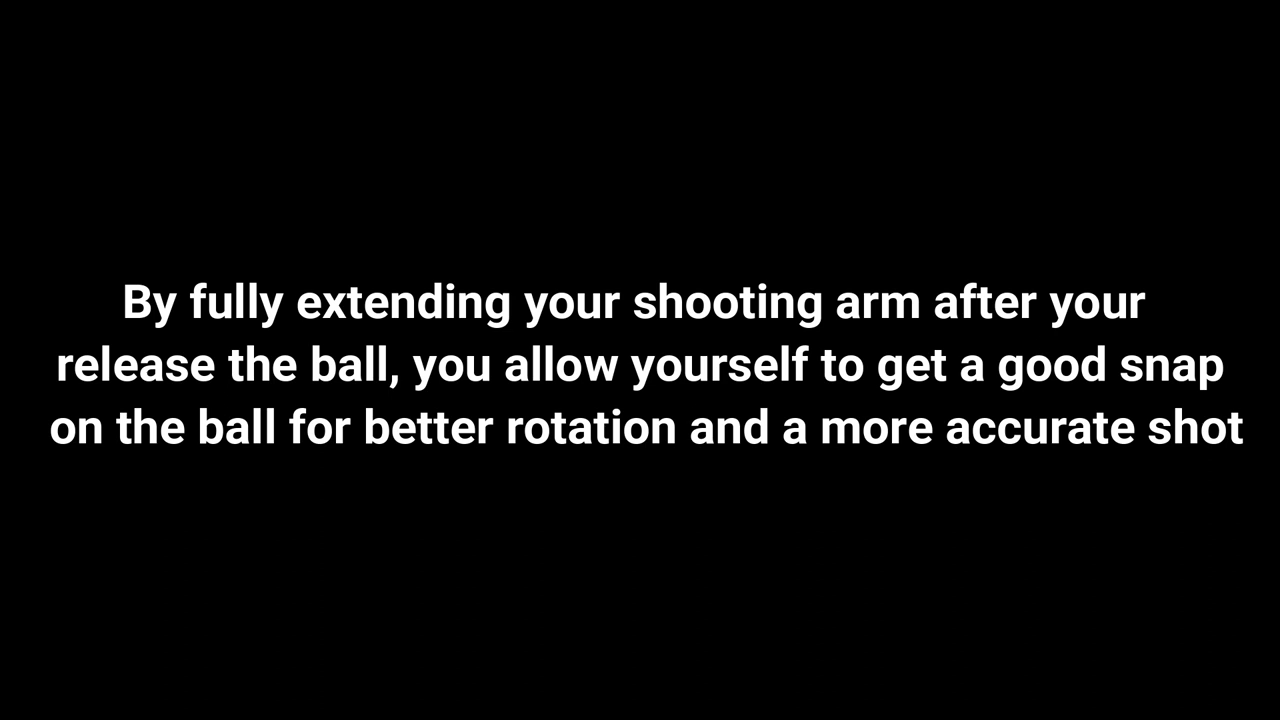 By fully extending your shooting arm after your
release the ball, you allow yourself to get a good snap
on the ball for better rotation and a more accurate shot